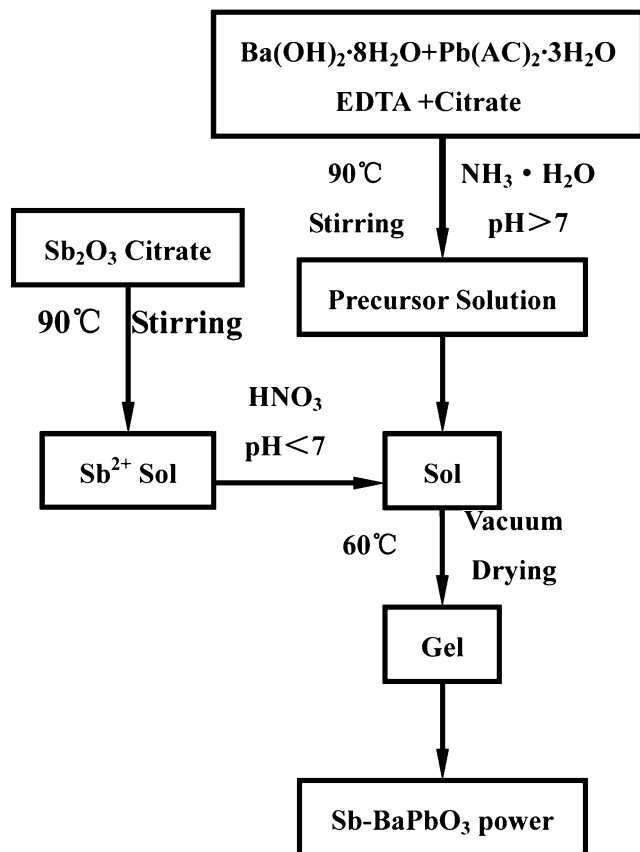 Ba(OH)₂·8H₂O+Pb(AC)₂·3H₂O
EDTA +Citrate
90℃
Stirring
NH₃·H₂O
pH＞7
Sb₂O₃ Citrate
Precursor Solution
90℃ Stirring
HNO₃
pH＜7
Sb²⁺ Sol
Sol
60℃
Vacuum
Drying
Gel
Sb-BaPbO₃ power